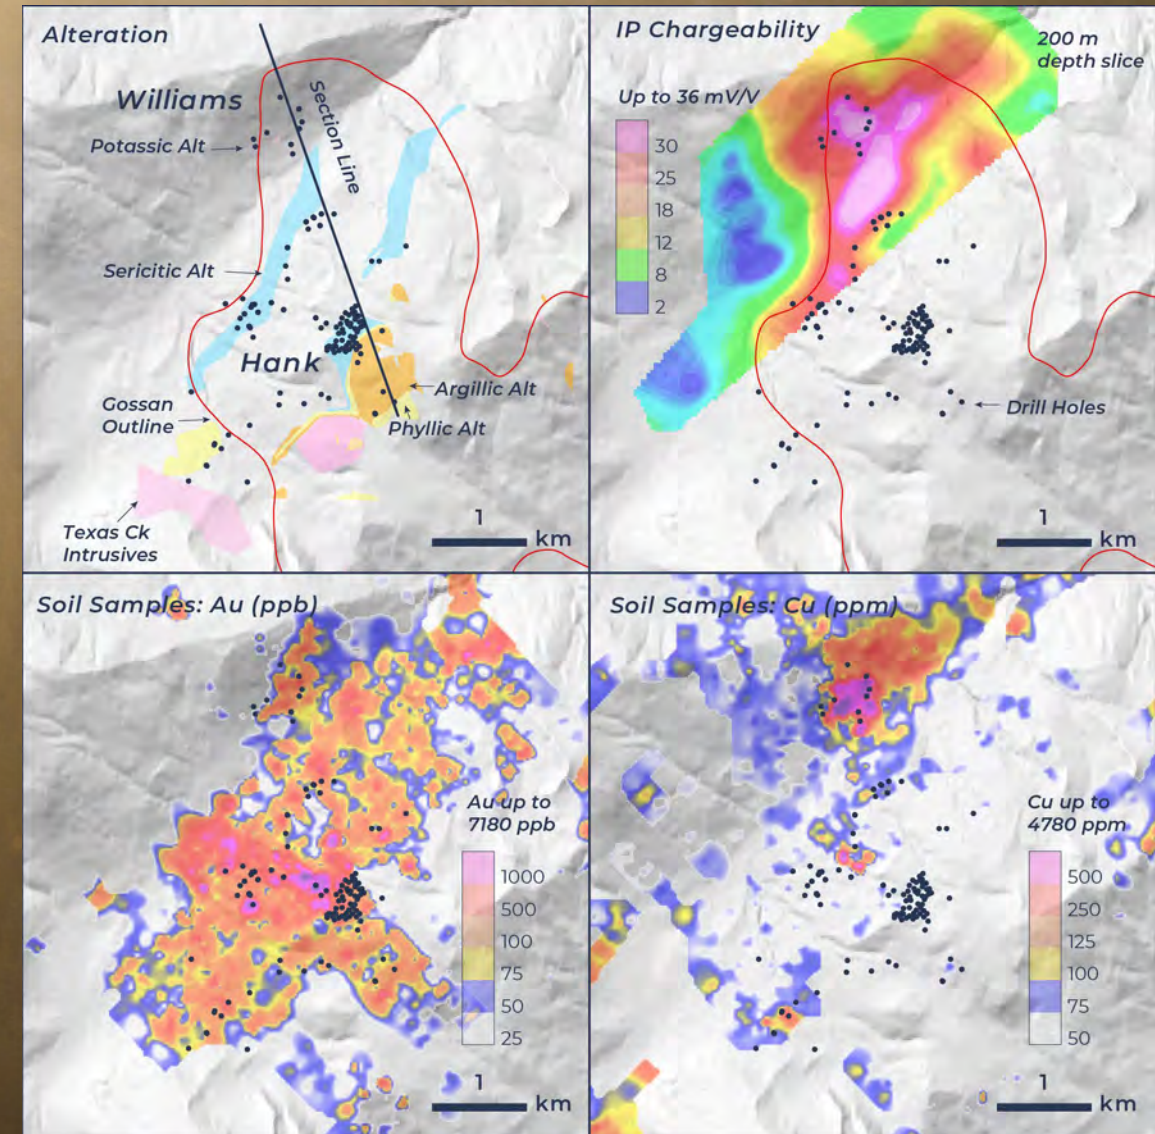 Alteration
Williams
Potassic Alt
Section Line
Sericitic Alt
Hank
Argillic Alt
Gossan
Outline
Phyllic Alt
Texas Ck
Intrusives
1
km
IP Chargeability
200 m
depth slice
Up to 36 mV/V
30
25
18
12
8
2
Drill Holes
1
km
Soil Samples: Au (ppb)
Au up to
7180 ppb
1000
500
100
75
50
25
1
km
Soil Samples: Cu (ppm)
Cu up to
4780 ppm
500
250
125
100
75
50
1
km